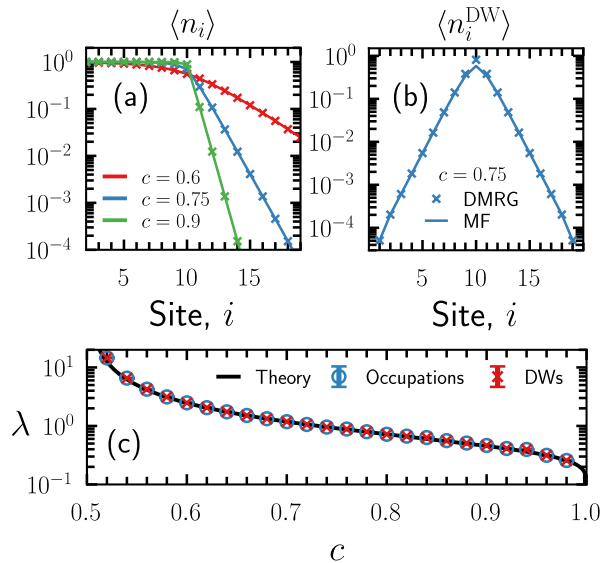 ⟨n_i⟩
⟨n_i^DW⟩
10^0
10^-1
10^-2
10^-3
10^-4
(a)
c = 0.6
c = 0.75
c = 0.9
5
10
15
Site, i
10^0
10^-1
10^-2
10^-3
10^-4
(b)
c = 0.75
DMRG
MF
5
10
15
Site, i
λ
10^1
10^0
10^-1
Theory
Occupations
DWs
(c)
0.5
0.6
0.7
0.8
0.9
1.0
c